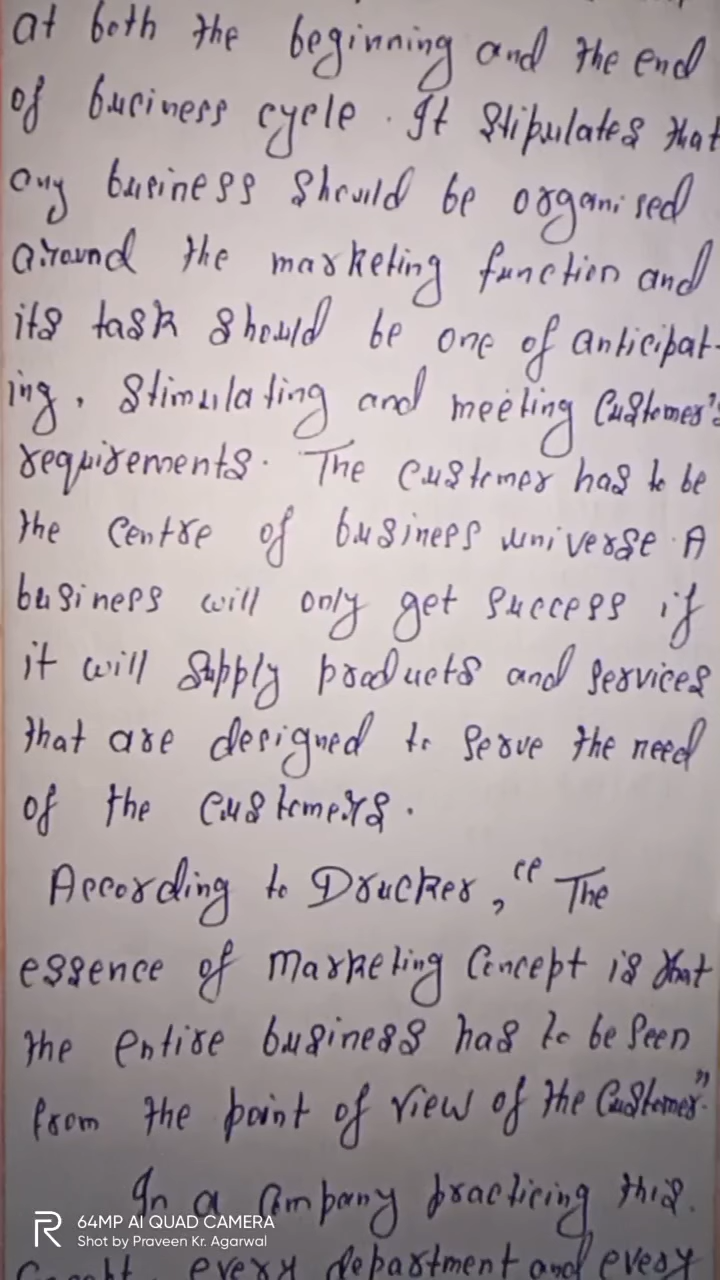 at both the beginning and the end
of business cycle. It stipulates that
any business should be organised
around the marketing function and
its task should be one of anticipat-
ing, stimulating and meeting Customer's
requirements. The customer has to be
the centre of business universe. A
business will only get success if
it will supply products and services
that are designed to serve the need
of the customers.
According to Drucker, "The
essence of marketing Concept is that
the entire business has to be seen
from the point of view of the Customer."
In a Company practicing this
64MP AI QUAD CAMERA
Shot by Praveen Kr. Agarwal
every department and every